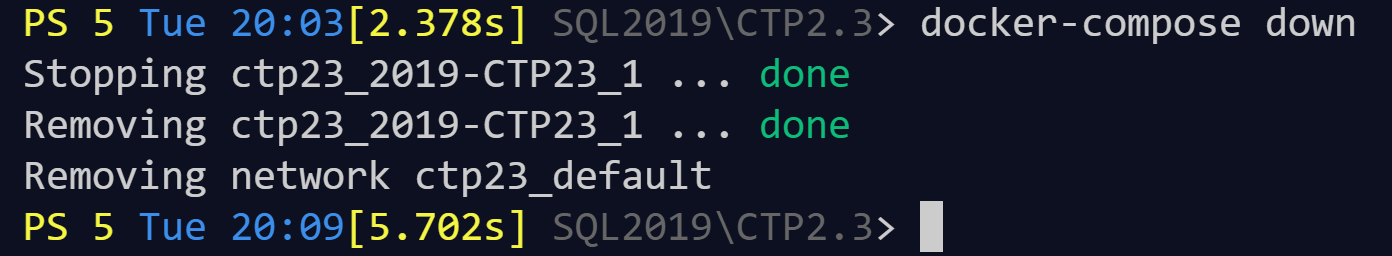 PS 5 Tue 20:03[2.378s] SQL2019\CTP2.3> docker-compose down
Stopping ctp23_2019-CTP23_1 ... done
Removing ctp23_2019-CTP23_1 ... done
Removing network ctp23_default
PS 5 Tue 20:09[5.702s] SQL2019\CTP2.3>